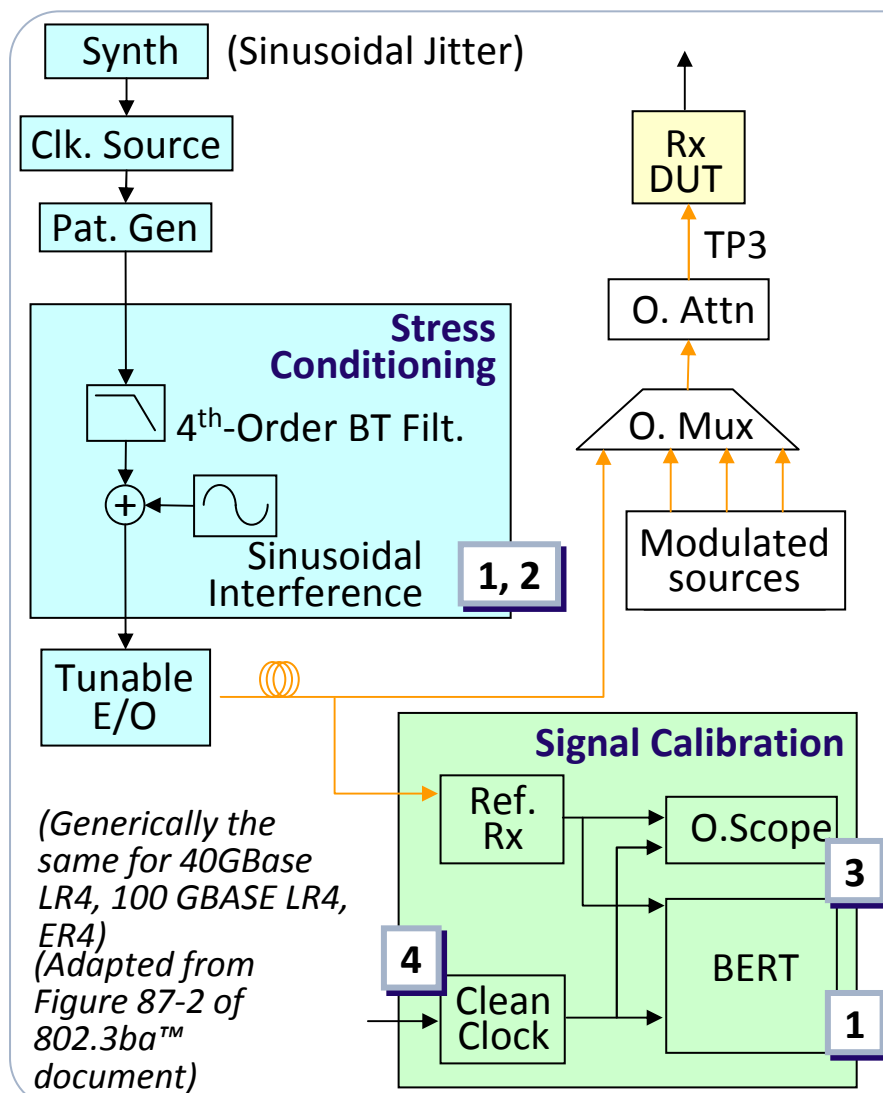 Synth
(Sinusoidal Jitter)
Clk. Source
Pat. Gen
Stress
Conditioning
4th-Order BT Filt.
+
Sinusoidal
Interference
1, 2
Tunable
E/O
Rx
DUT
TP3
O. Attn
O. Mux
Modulated
sources
Signal Calibration
Ref.
Rx
O.Scope
3
BERT
1
4
Clean
Clock
(Generically the
same for 40GBase
LR4, 100 GBASE LR4,
ER4)
(Adapted from
Figure 87-2 of
802.3ba™
document)